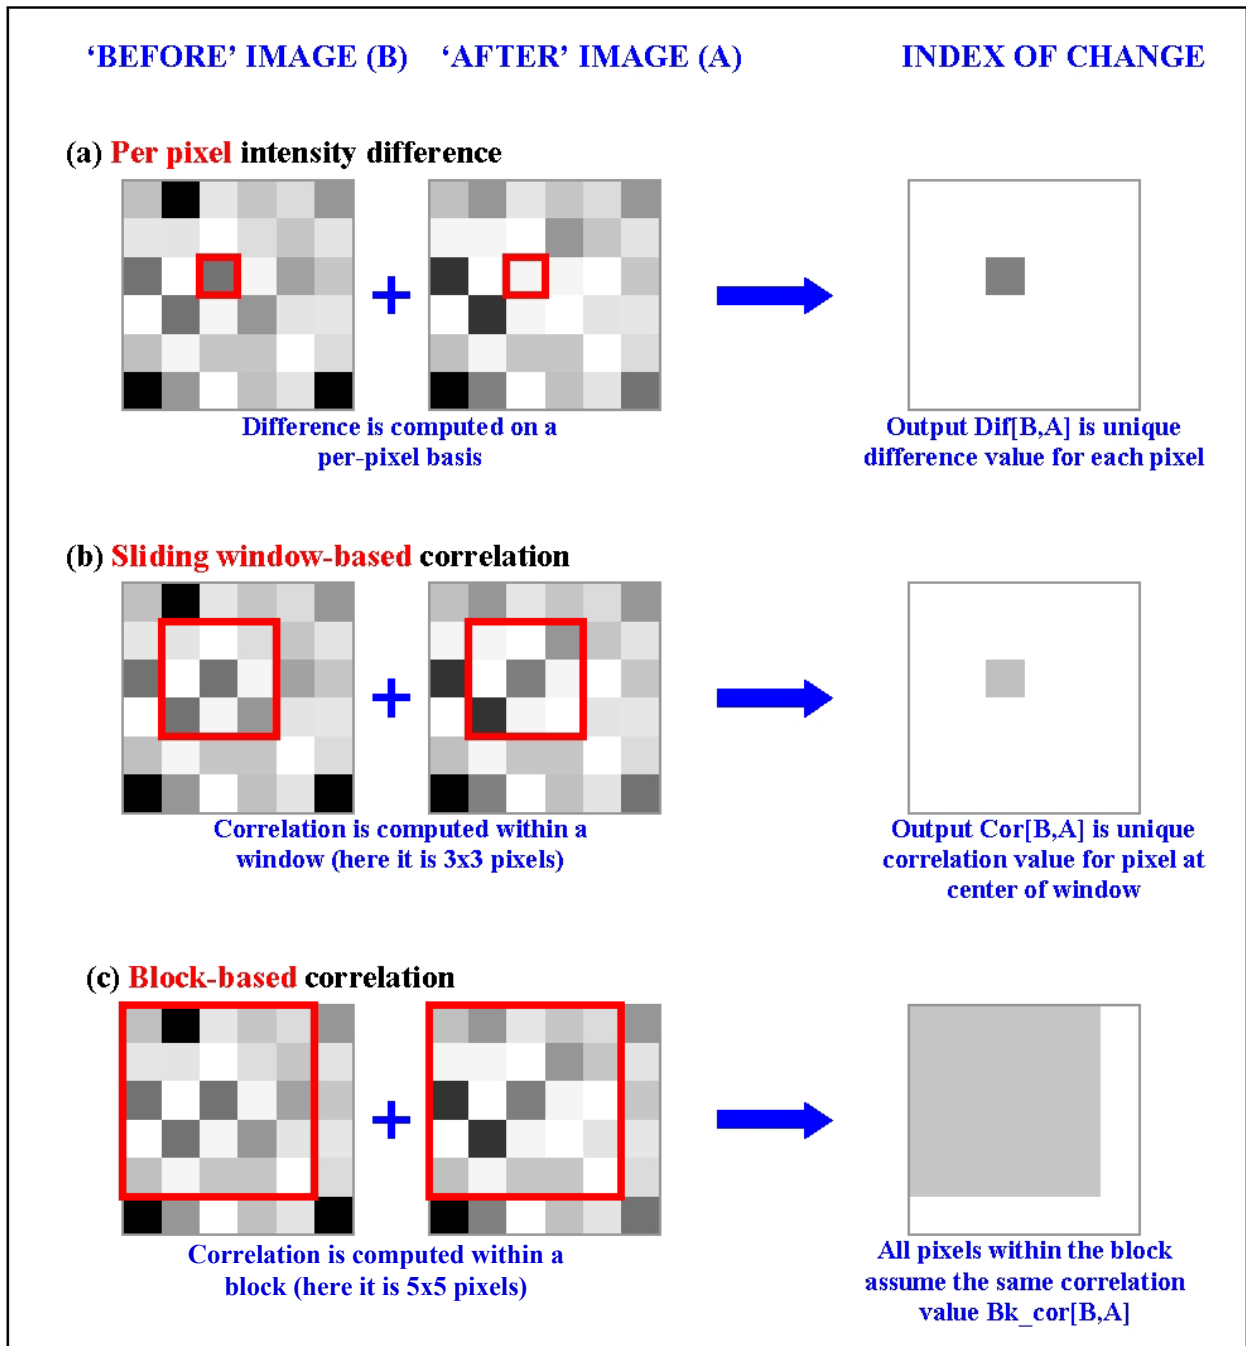 ‘BEFORE’ IMAGE (B) ‘AFTER’ IMAGE (A) INDEX OF CHANGE
(a) Per pixel intensity difference
Difference is computed on a
per-pixel basis
Output Dif[B,A] is unique
difference value for each pixel
(b) Sliding window-based correlation
Correlation is computed within a
window (here it is 3x3 pixels)
Output Cor[B,A] is unique
correlation value for pixel at
center of window
(c) Block-based correlation
Correlation is computed within a
block (here it is 5x5 pixels)
All pixels within the block
assume the same correlation
value Bk_cor[B,A]